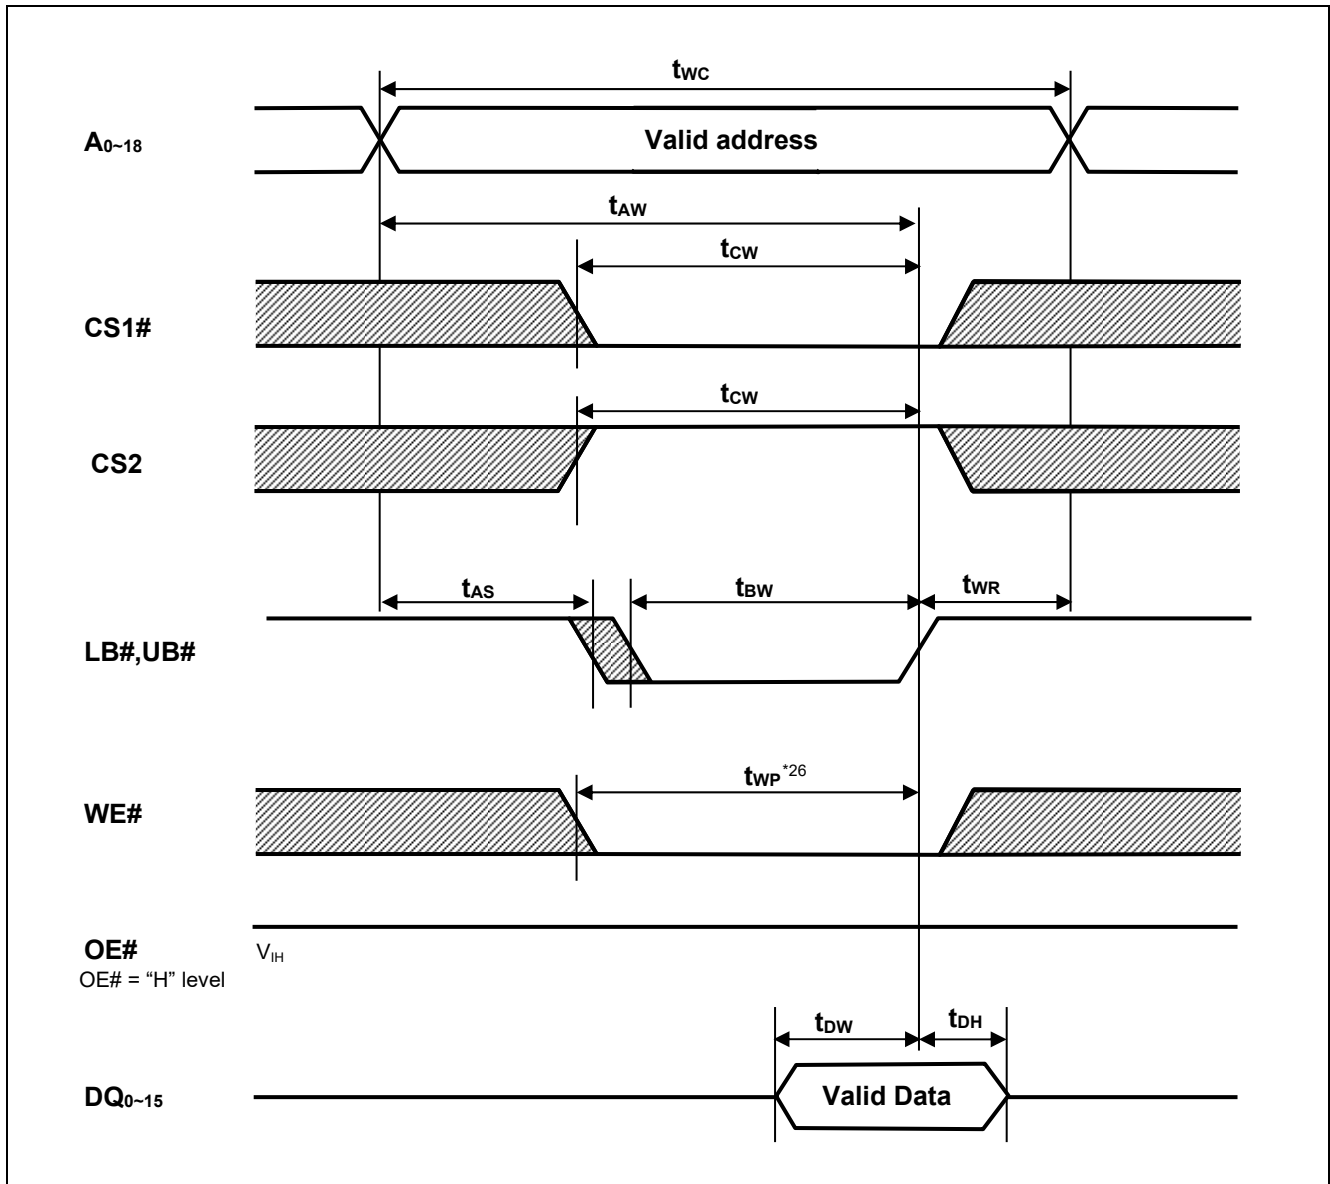 tWC
A0~18
Valid address
tAW
tCW
CS1#
tCW
CS2
tAS
tBW
tWR
LB#,UB#
tWP*26
WE#
OE#
VIH
OE# = “H” level
tDW
tDH
DQ0~15
Valid Data